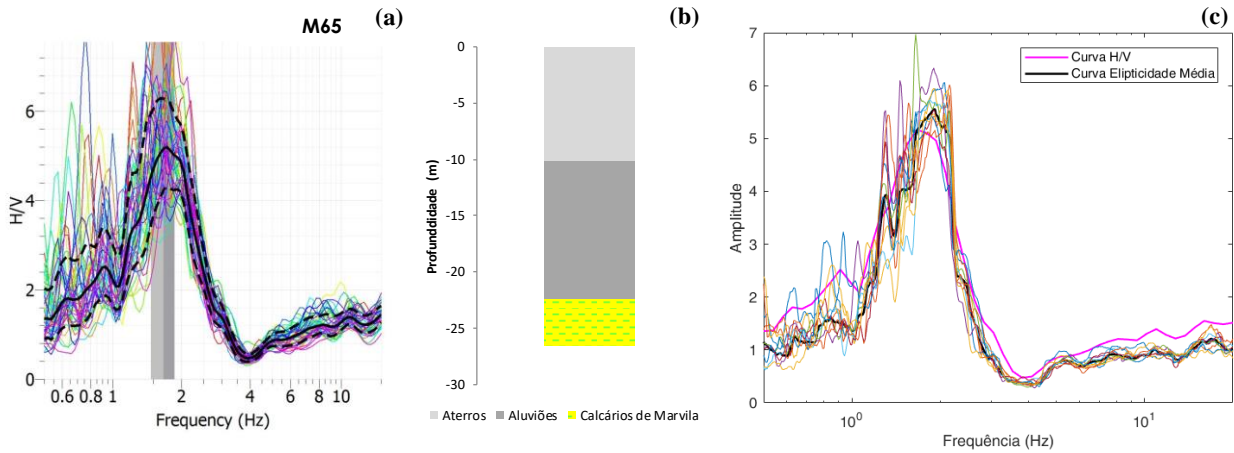 M65
(a)
H/V
6
4
2
0
0.6 0.8 1 2 4 6 8 10
Frequency (Hz)
(b)
Profunddidade (m)
0
-5
-10
-15
-20
-25
-30
Aterros Aluviões Calcários de Marvila
(c)
Curva H/V
Curva Elipticidade Média
Amplitude
7
6
5
4
3
2
1
0
10⁰ 10¹
Frequência (Hz)